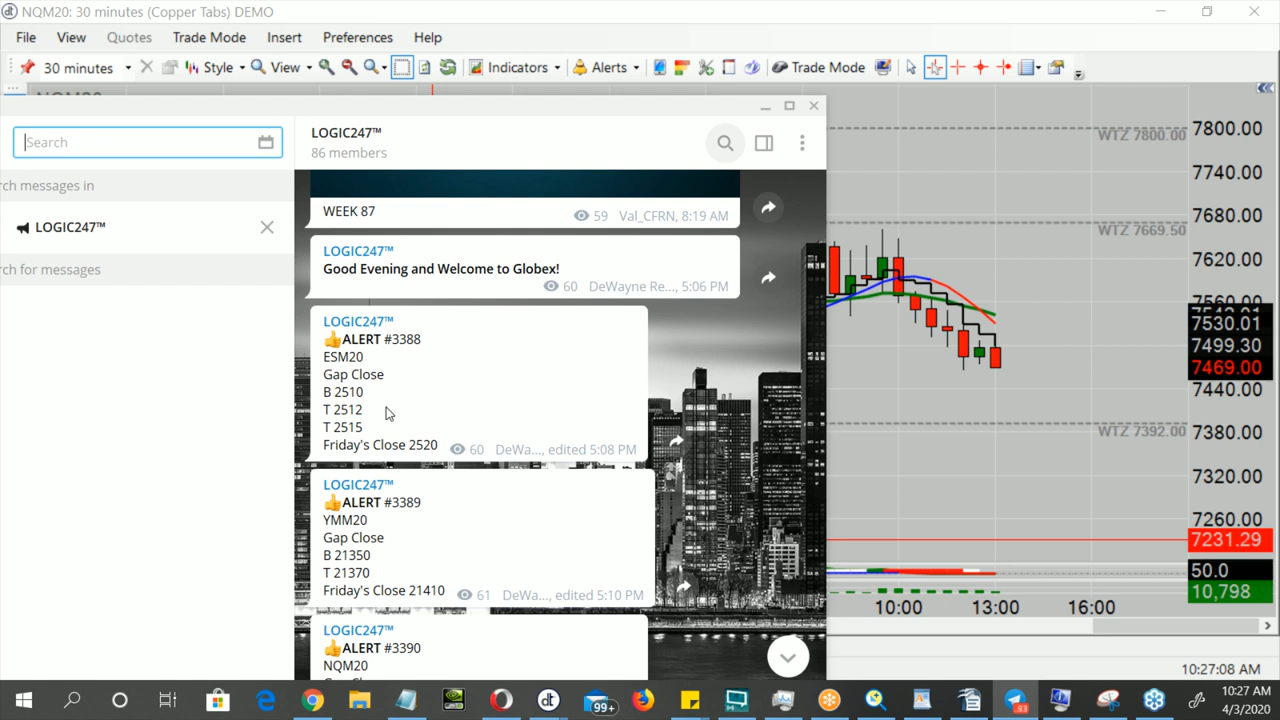 NQM20: 30 minutes (Copper Tabs) DEMO
File View Quotes Trade Mode Insert Preferences Help
30 minutes Style View Indicators Alerts Trade Mode
Search
LOGIC247™
86 members
rch messages in
LOGIC247™
rch for messages
WEEK 87
59 Val_CFRN, 8:19 AM
LOGIC247™
Good Evening and Welcome to Globex!
60 DeWayne Re..., 5:06 PM
LOGIC247™
👍ALERT #3388
ESM20
Gap Close
B 2510
T 2512
T 2515
Friday's Close 2520 60 DeWa..., edited 5:08 PM
LOGIC247™
👍ALERT #3389
YMM20
Gap Close
B 21350
T 21370
Friday's Close 21410 61 DeWa..., edited 5:10 PM
LOGIC247™
👍ALERT #3390
NQM20
WTZ 7800.00
WTZ 7669.50
WTZ 7392.00
7800.00
7740.00
7680.00
7620.00
7560.00
7530.01
7499.30
7469.00
7440.00
7380.00
7320.00
7260.00
7231.29
50.0
10,798
10:00 13:00 16:00
10:27:08 AM
99+
93
10:27 AM
4/3/2020